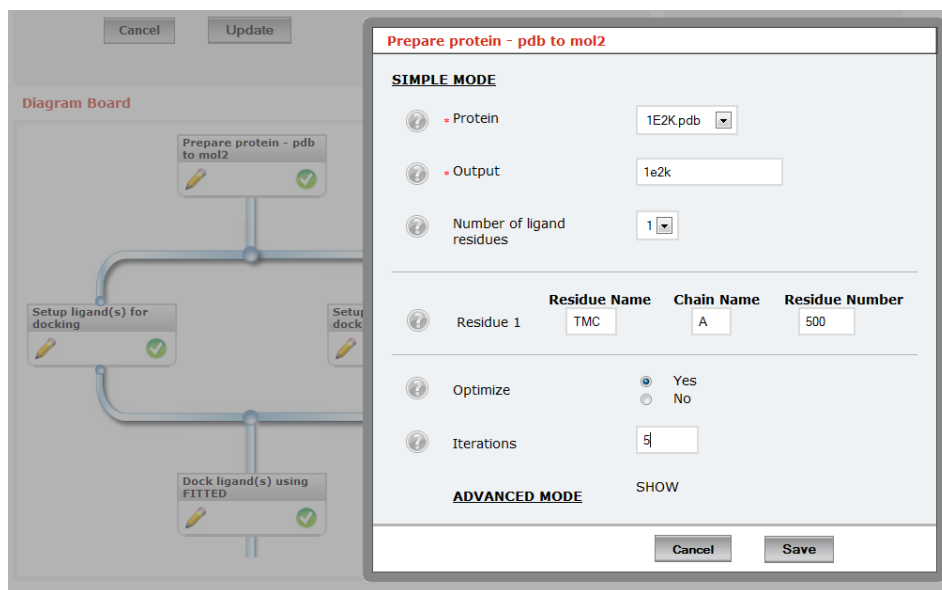 Cancel Update
Diagram Board
Prepare protein - pdb
to mol2
Setup ligand(s) for
docking
Dock ligand(s) using
FITTED
Prepare protein - pdb to mol2
SIMPLE MODE
* Protein 1E2K.pdb
* Output 1e2k
Number of ligand
residues 1
Residue Name Chain Name Residue Number
Residue 1 TMC A 500
Optimize Yes
No
Iterations 5
ADVANCED MODE SHOW
Cancel Save